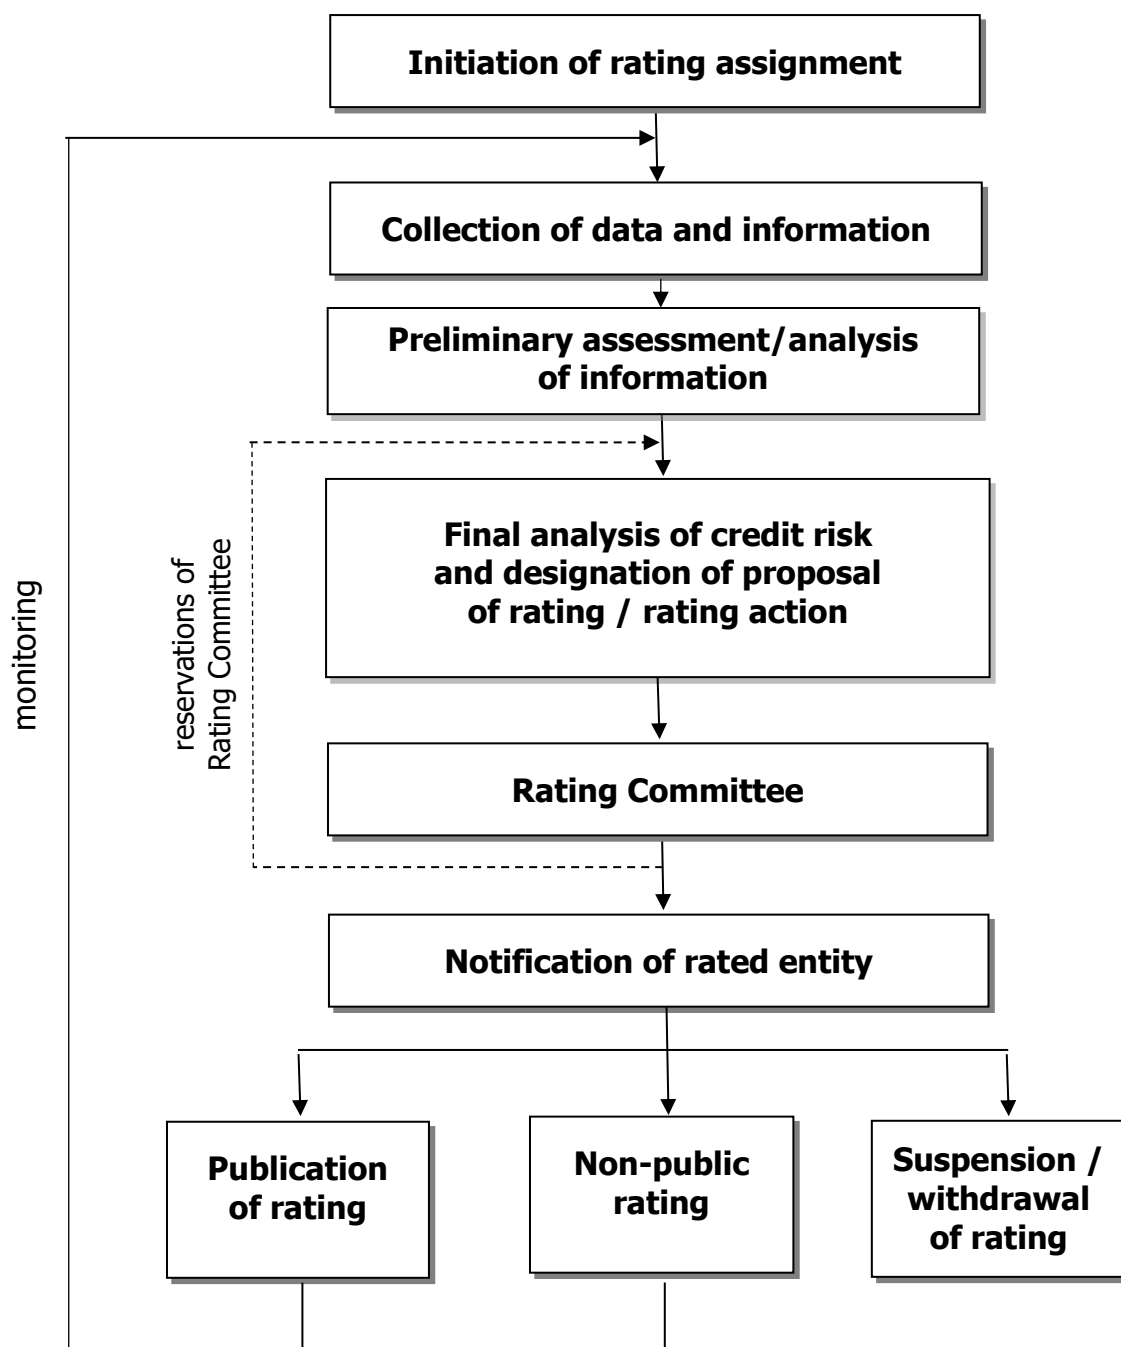 Initiation of rating assignment
Collection of data and information
Preliminary assessment/analysis
of information
Final analysis of credit risk
and designation of proposal
of rating / rating action
monitoring
reservations of
Rating Committee
Rating Committee
Notification of rated entity
Publication
of rating
Non-public
rating
Suspension /
withdrawal
of rating